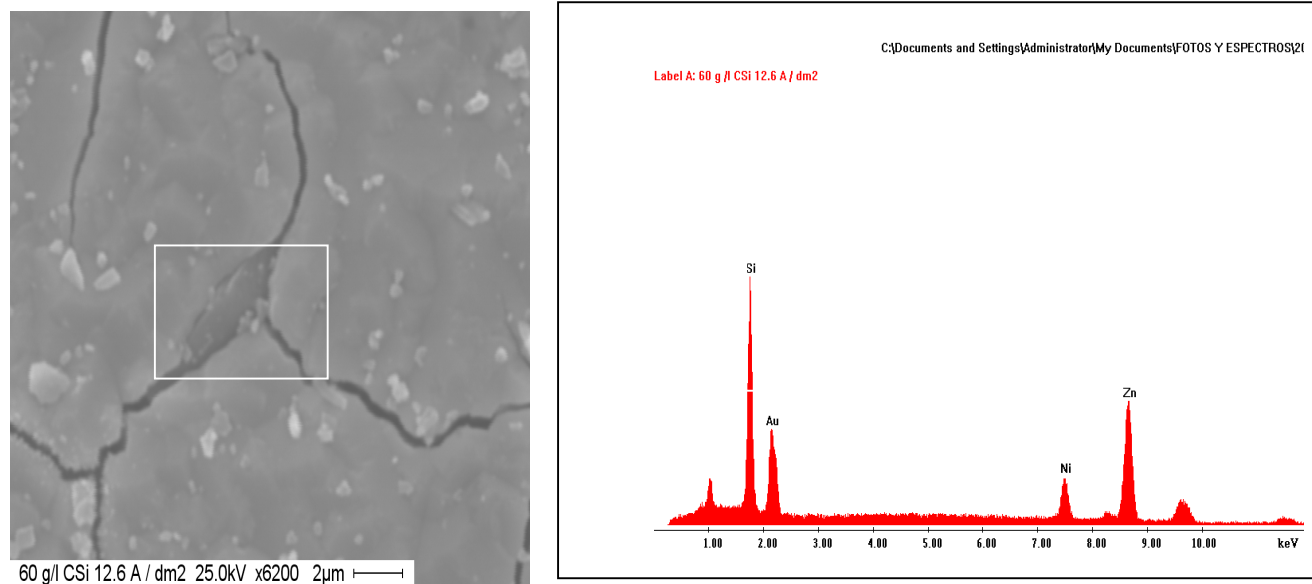 60 g/l CSi 12.6 A / dm2 25.0kV x6200 2µm
C:\Documents and Settings\Administrator\My Documents\FOTOS Y ESPECTROS\20
Label A: 60 g /l CSi 12.6 A / dm2
Si
Zn
Au
Ni
1.00 2.00 3.00 4.00 5.00 6.00 7.00 8.00 9.00 10.00 keV